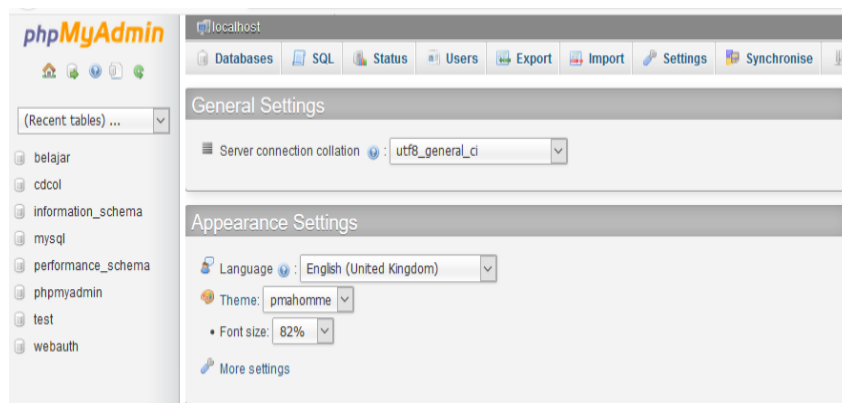 phpMyAdmin
(Recent tables) ...
belajar
cdcol
information_schema
mysql
performance_schema
phpmyadmin
test
webauth
localhost
Databases SQL Status Users Export Import Settings Synchronise
General Settings
Server connection collation : utf8_general_ci
Appearance Settings
Language : English (United Kingdom)
Theme: pmahomme
• Font size: 82%
More settings